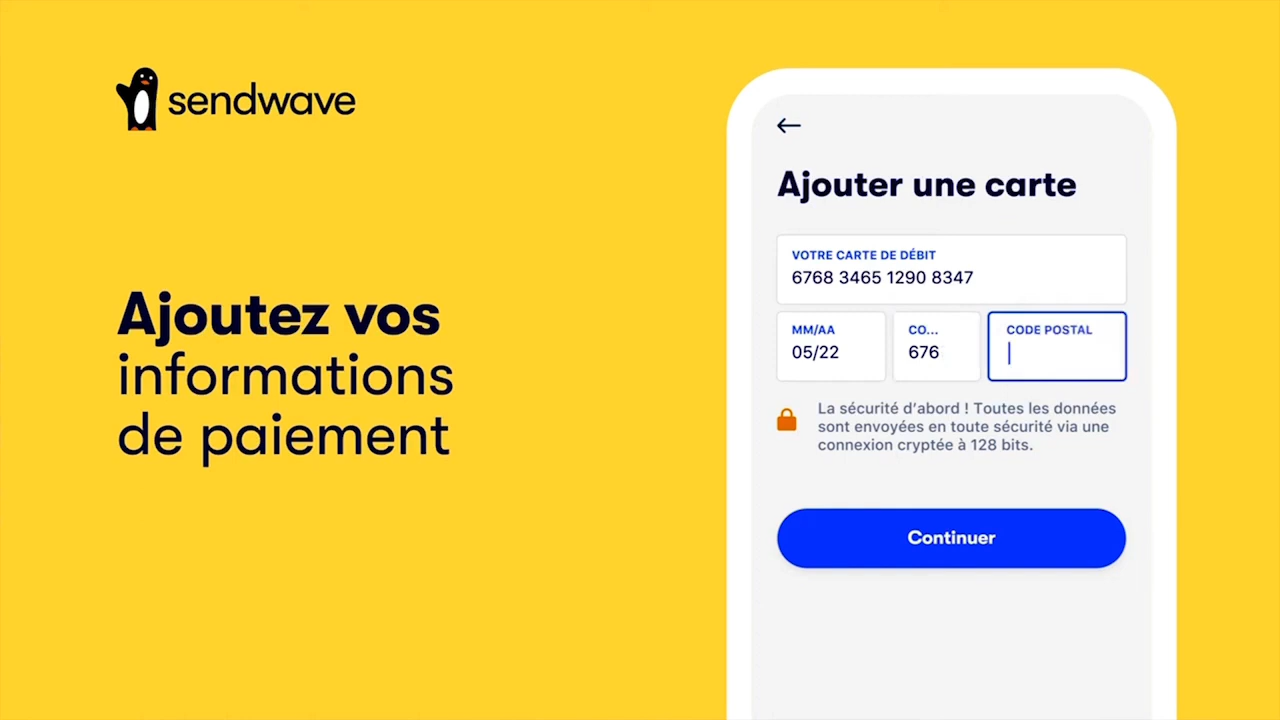 sendwave
Ajoutez vos
informations
de paiement
Ajouter une carte
VOTRE CARTE DE DÉBIT
6768 3465 1290 8347
MM/AA
05/22
CO...
676
CODE POSTAL
La sécurité d'abord ! Toutes les données
sont envoyées en toute sécurité via une
connexion cryptée à 128 bits.
Continuer